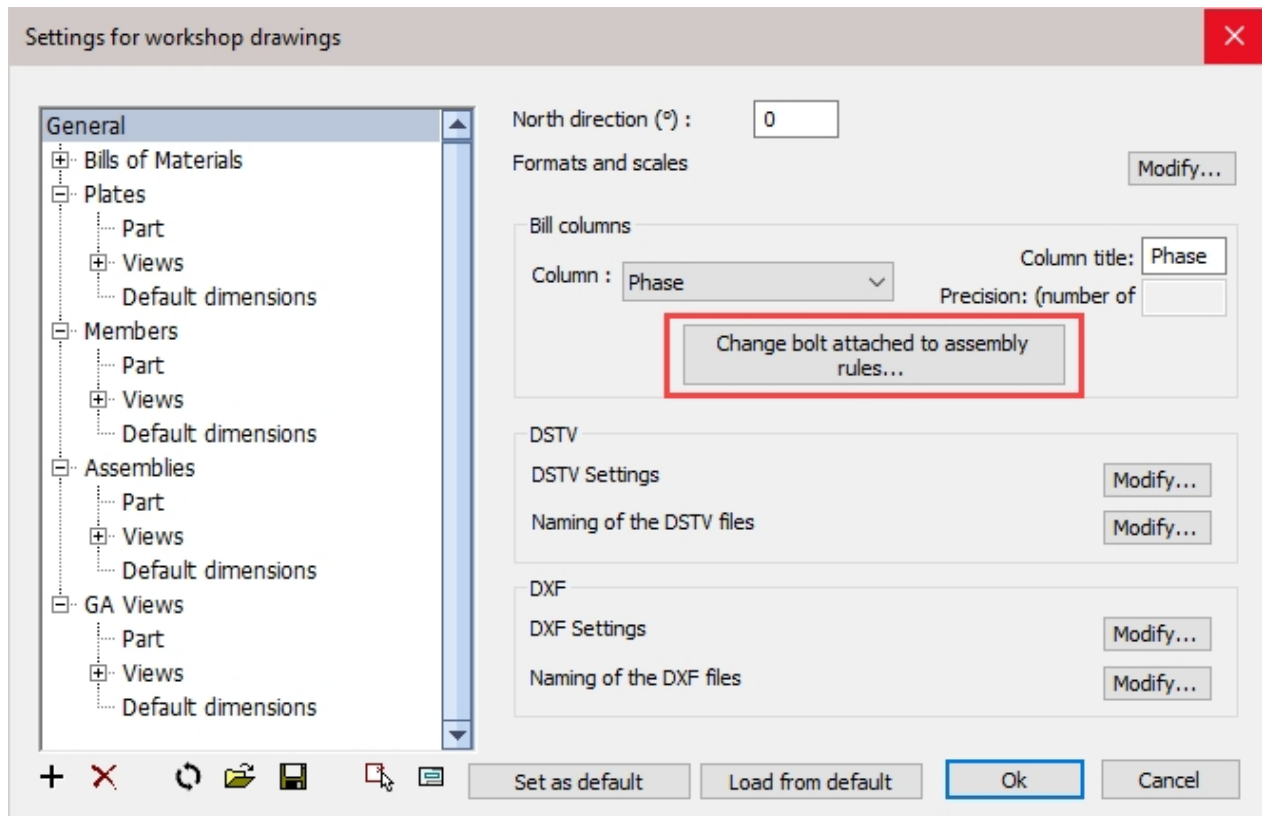 Settings for workshop drawings
General
Bills of Materials
Plates
Part
Views
Default dimensions
Members
Part
Views
Default dimensions
Assemblies
Part
Views
Default dimensions
GA Views
Part
Views
Default dimensions
North direction (°) : 0
Formats and scales Modify...
Bill columns
Column : Phase
Column title: Phase
Precision: (number of
Change bolt attached to assembly
rules...
DSTV
DSTV Settings Modify...
Naming of the DSTV files Modify...
DXF
DXF Settings Modify...
Naming of the DXF files Modify...
Set as default Load from default Ok Cancel